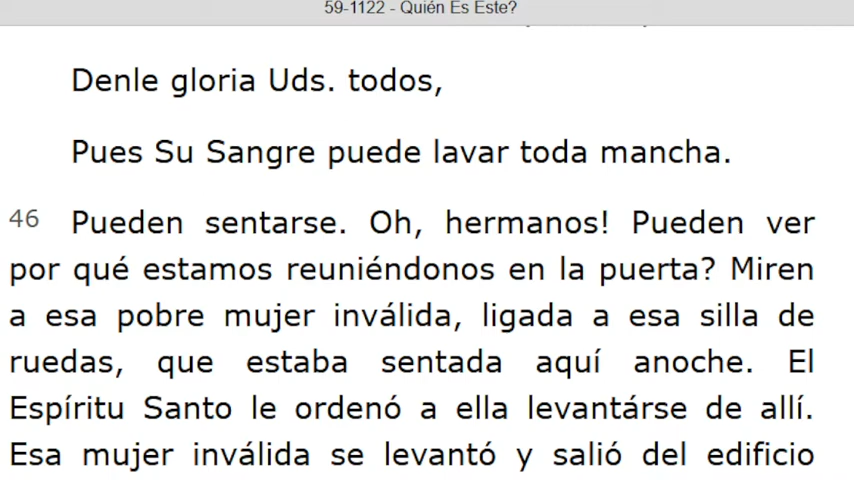 59-1122 - Quién Es Este?
Denle gloria Uds. todos,
Pues Su Sangre puede lavar toda mancha.
46 Pueden sentarse. Oh, hermanos! Pueden ver
por qué estamos reuniéndonos en la puerta? Miren
a esa pobre mujer inválida, ligada a esa silla de
ruedas, que estaba sentada aquí anoche. El
Espíritu Santo le ordenó a ella levantárse de allí.
Esa mujer inválida se levantó y salió del edificio